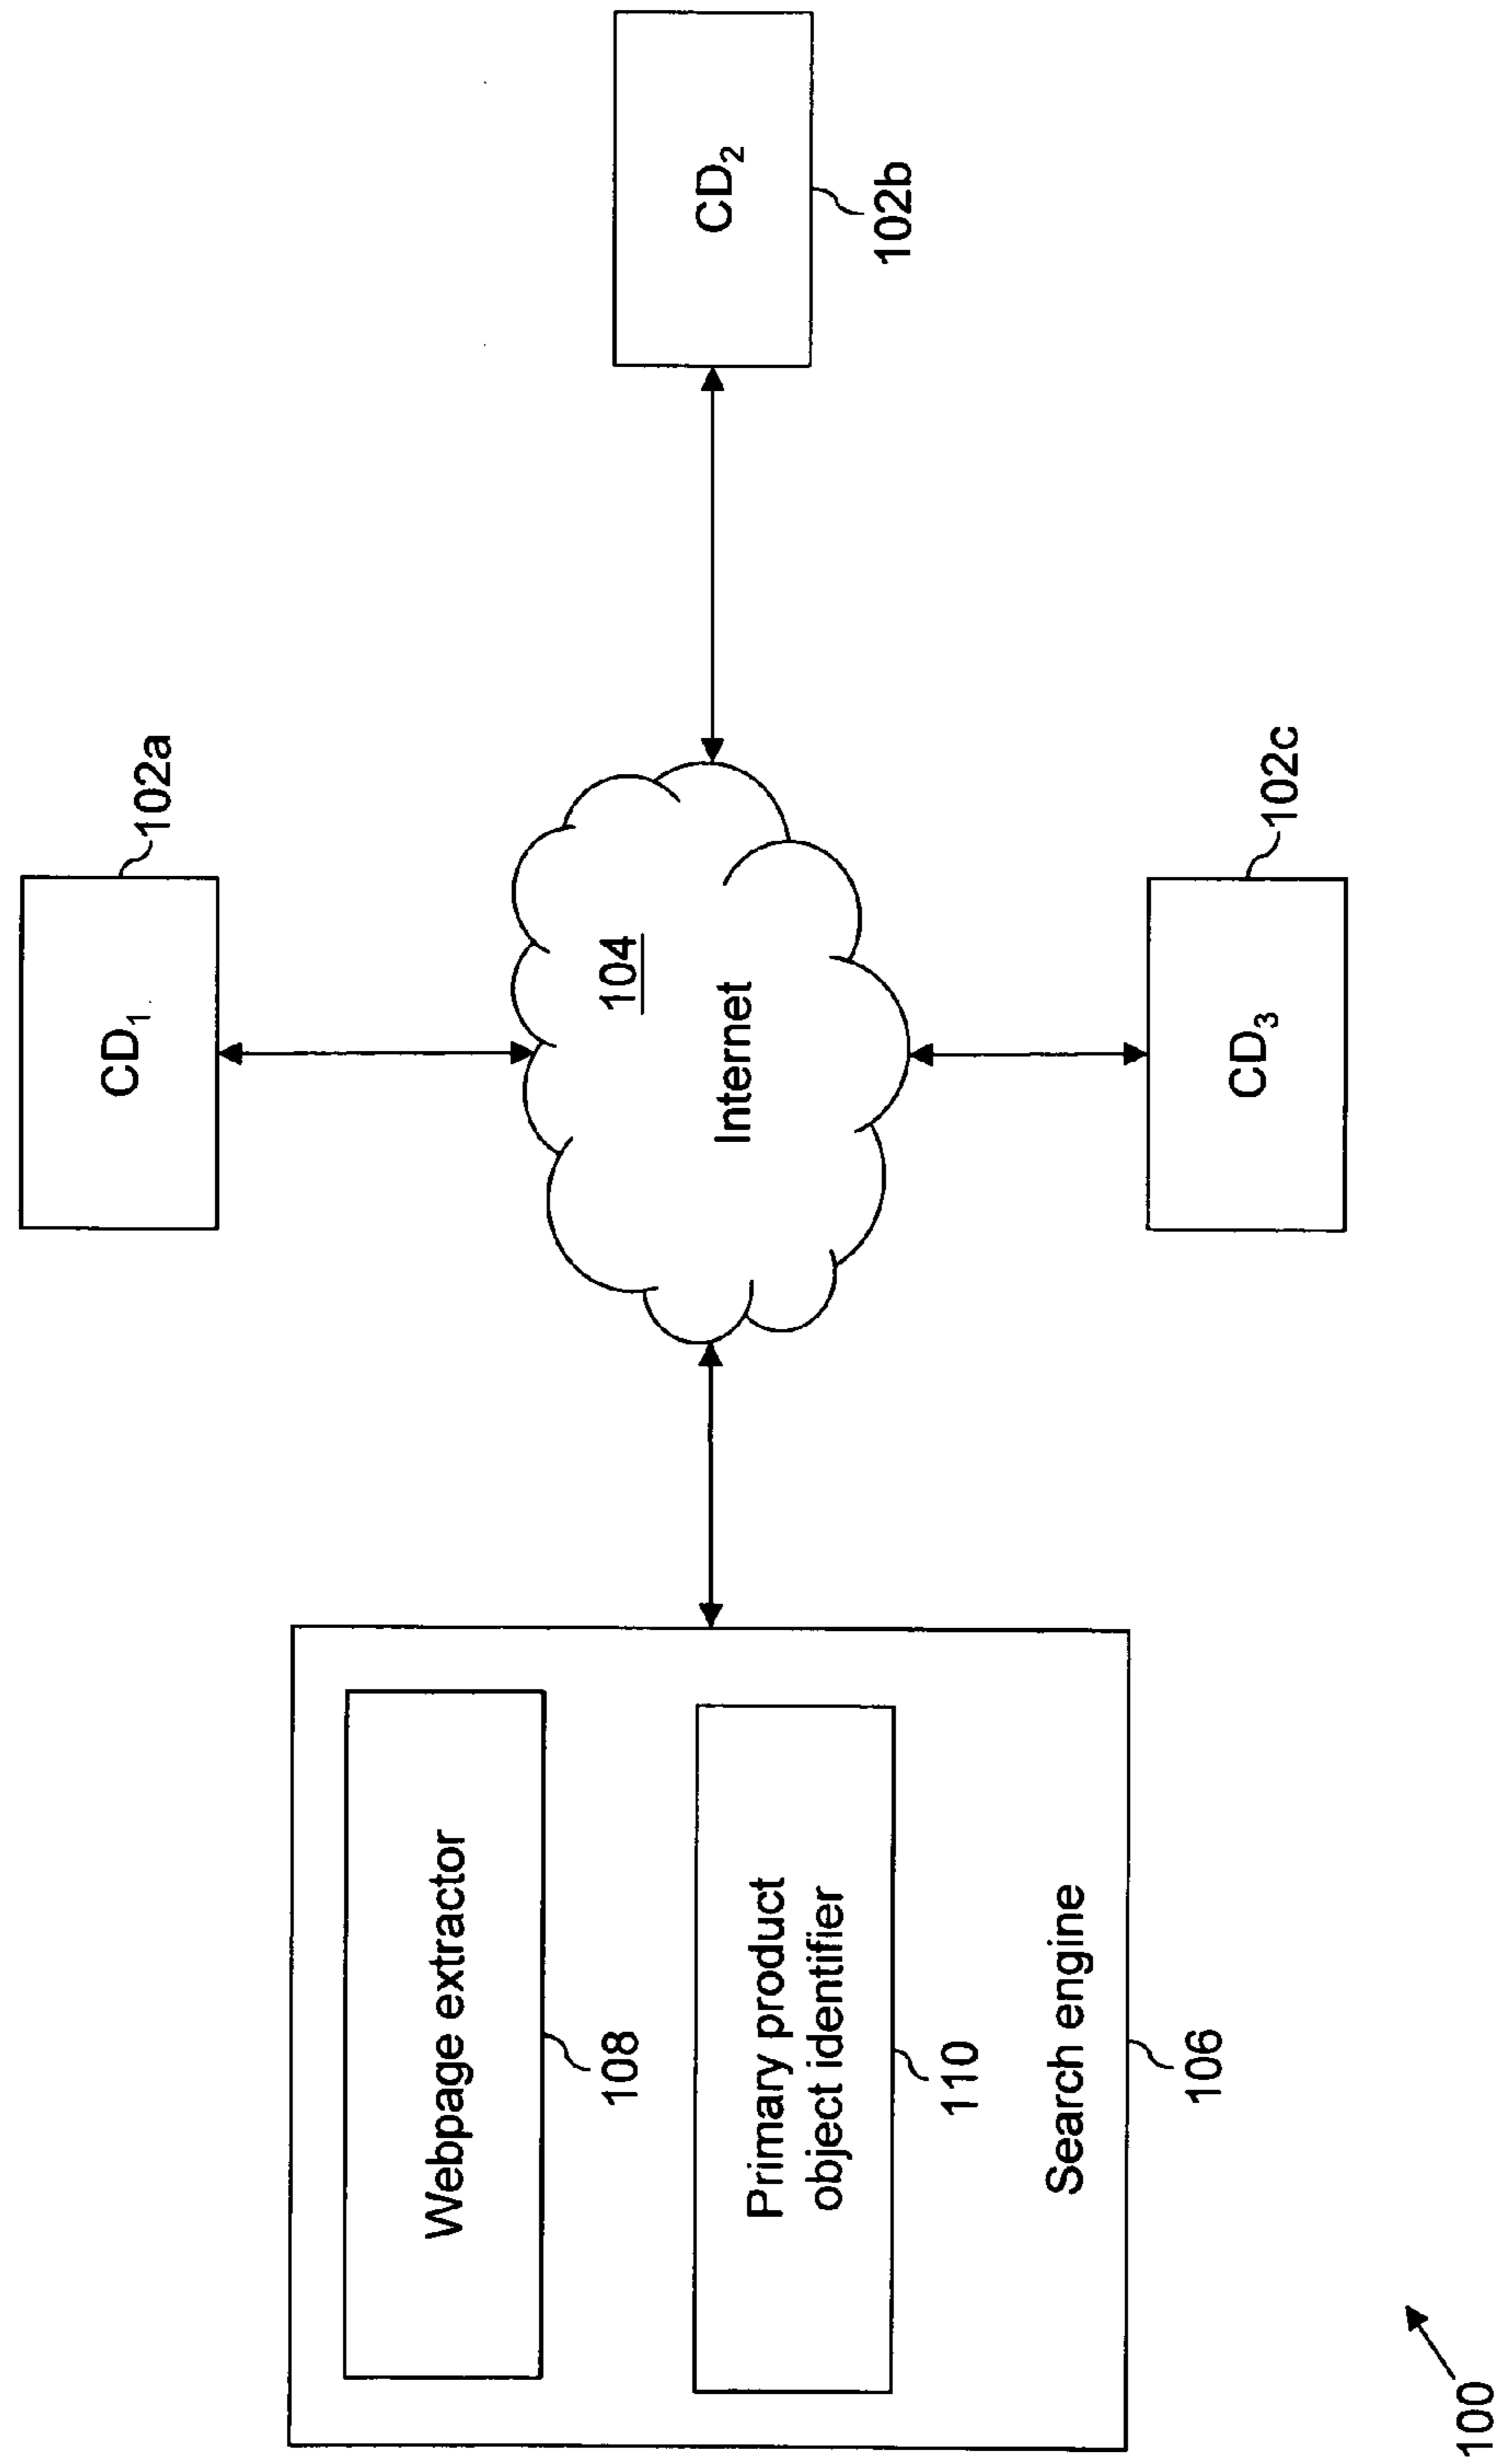 CD1
102a
Webpage extractor
108
104
Internet
CD2
102b
Primary product
object identifier
110
Search engine
106
CD3
102c
100